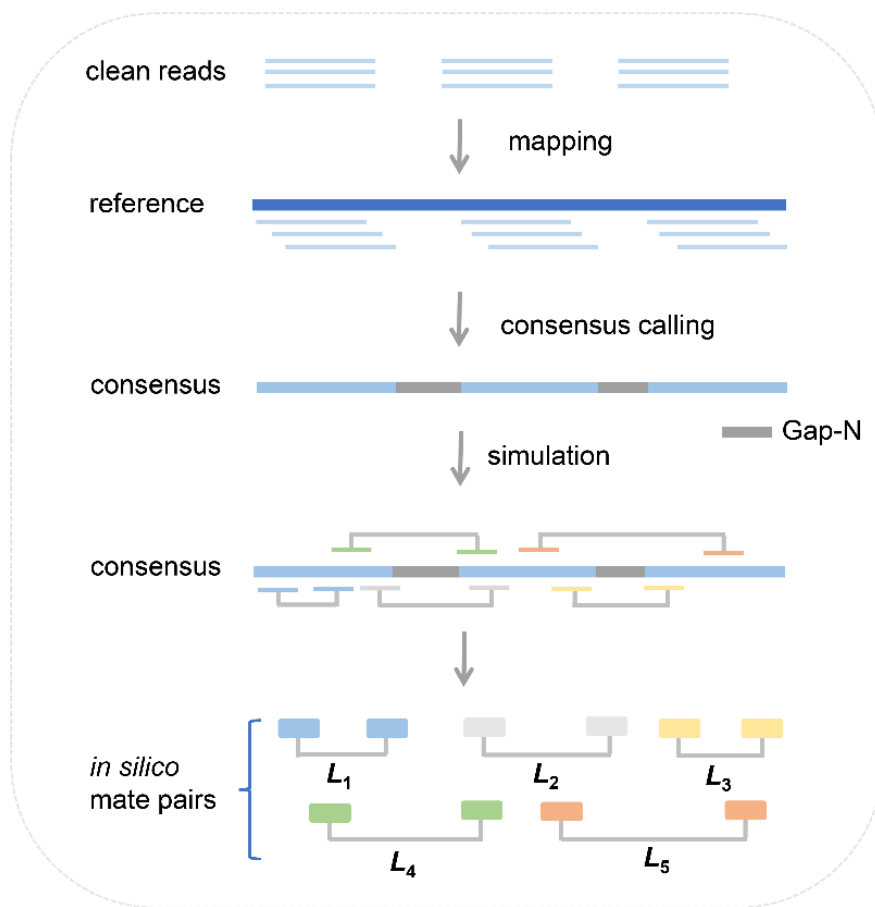 clean reads
mapping
reference
consensus calling
consensus
Gap-N
simulation
consensus
in silico
mate pairs
L1
L2
L3
L4
L5